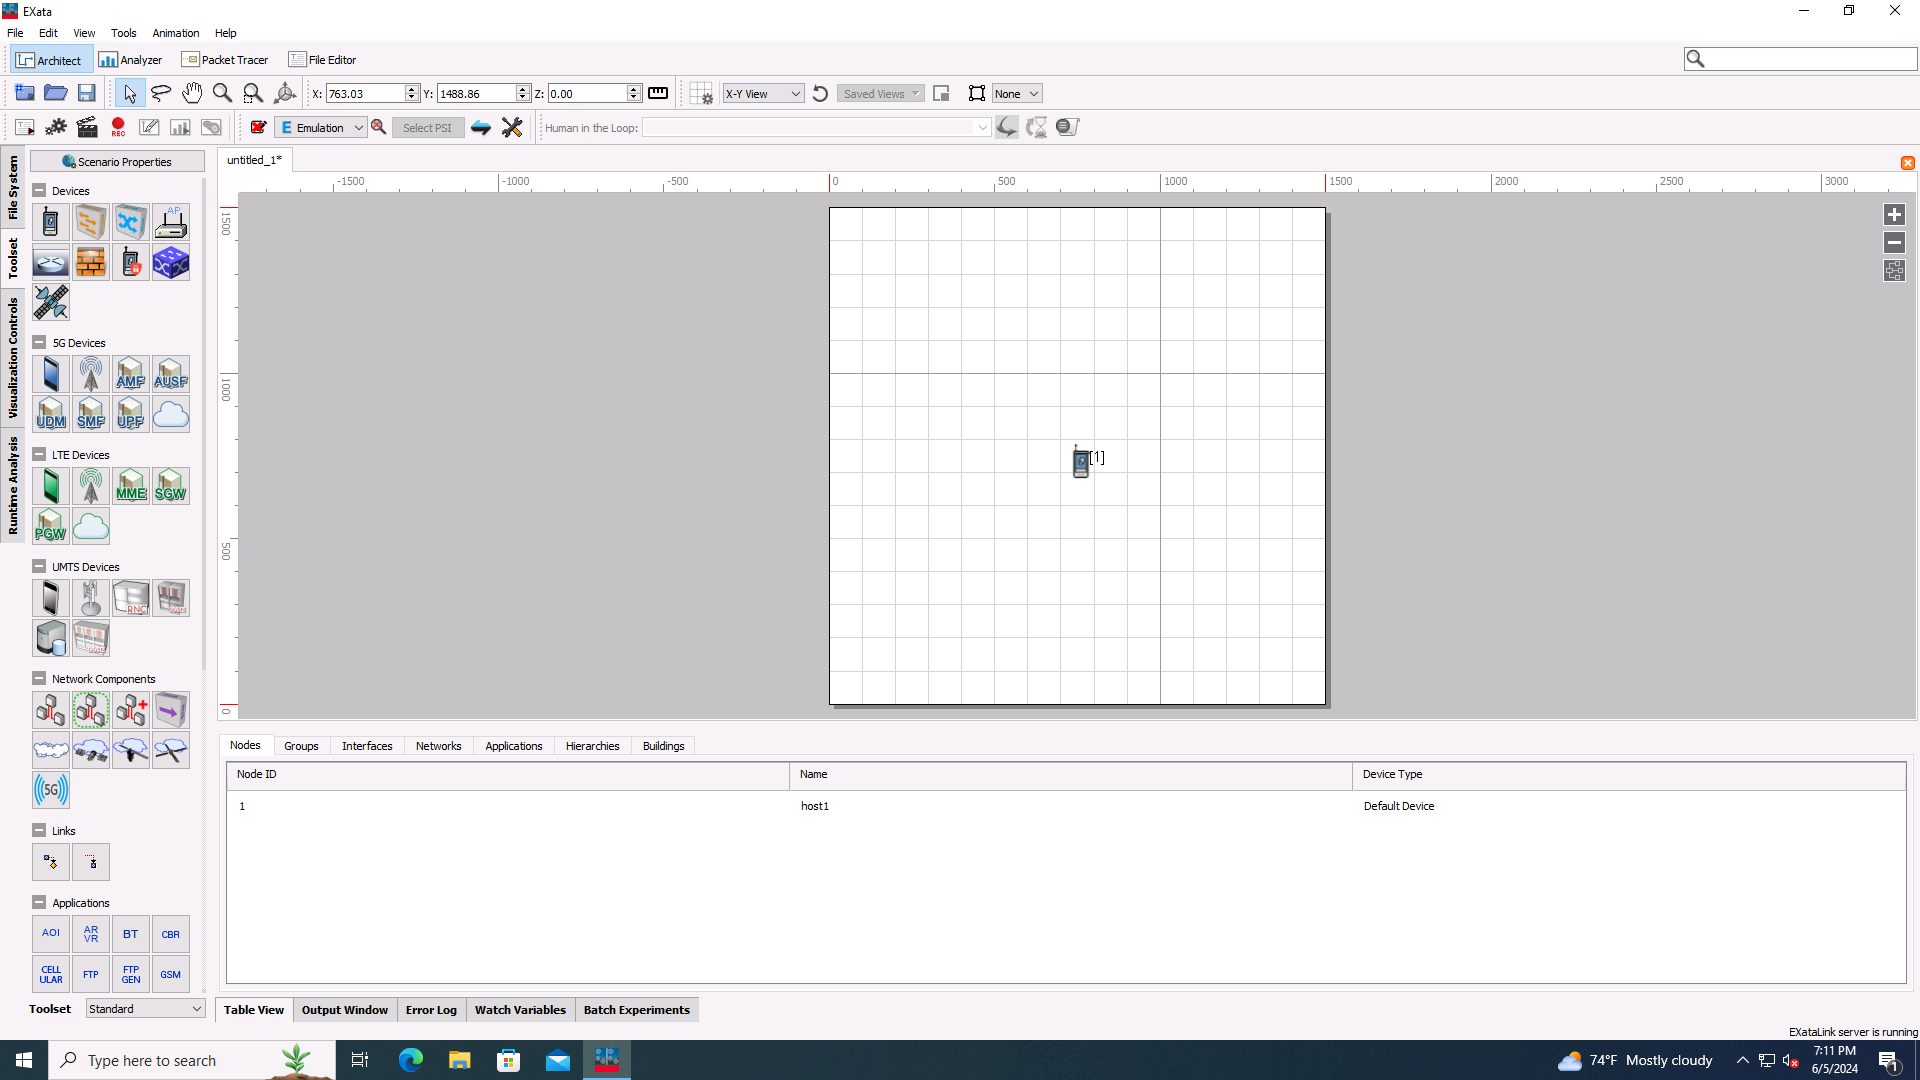 EXata
File Edit View Tools Animation Help
Architect Analyzer Packet Tracer File Editor
X: 763.03 Y: 1488.86 Z: 0.00 X-Y View Saved Views None
REC E Emulation Select PSI Human in the Loop:
File System
Toolset
Visualization Controls
Runtime Analysis
Scenario Properties
Devices
AP
5G Devices
AMF AUSF
UDM SMF UPF
LTE Devices
MME SGW
PGW
UMTS Devices
RNC SGSN
GGSN
Network Components
5G
Links
Applications
AOI AR VR BT CBR
CELL ULAR FTP FTP GEN GSM
Toolset Standard
untitled_1*
-1500 -1000 -500 0 500 1000 1500 2000 2500 3000
1500
1000
500
0
[1]
Nodes Groups Interfaces Networks Applications Hierarchies Buildings
Node ID Name Device Type
1 host1 Default Device
Table View Output Window Error Log Watch Variables Batch Experiments
EXataLink server is running
Type here to search
74°F Mostly cloudy
7:11 PM
6/5/2024
1